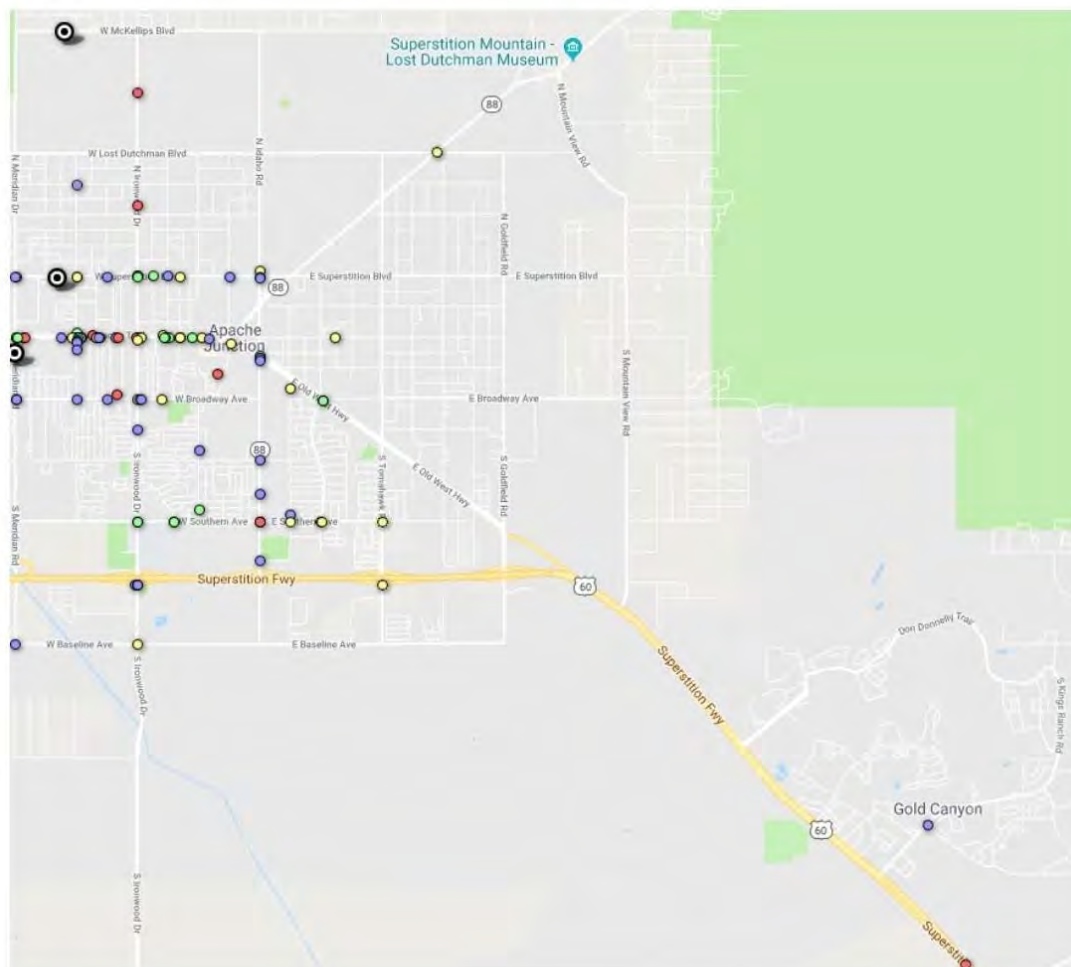 W McKellips Blvd
Superstition Mountain -
Lost Dutchman Museum
88
N Mountain View Rd
W Lost Dutchman Blvd
N Idaho Rd
N Meridian Dr
N Ironwood Dr
N Goldfield Rd
E Superstition Blvd
E Superstition Blvd
88
Apache
Junction
S Mountain View Rd
E Old West Hwy
W Broadway Ave
E Broadway Ave
88
S Ironwood Dr
S Tomahawk
E Old West Hwy
S Goldfield Rd
S Meridian Rd
W Southern Ave
E Southern Ave
Superstition Fwy
60
W Baseline Ave
E Baseline Ave
Don Donnelly Trail
S Ironwood Dr
Superstition Fwy
S Kings Ranch Rd
Gold Canyon
60
S Ironwood Dr